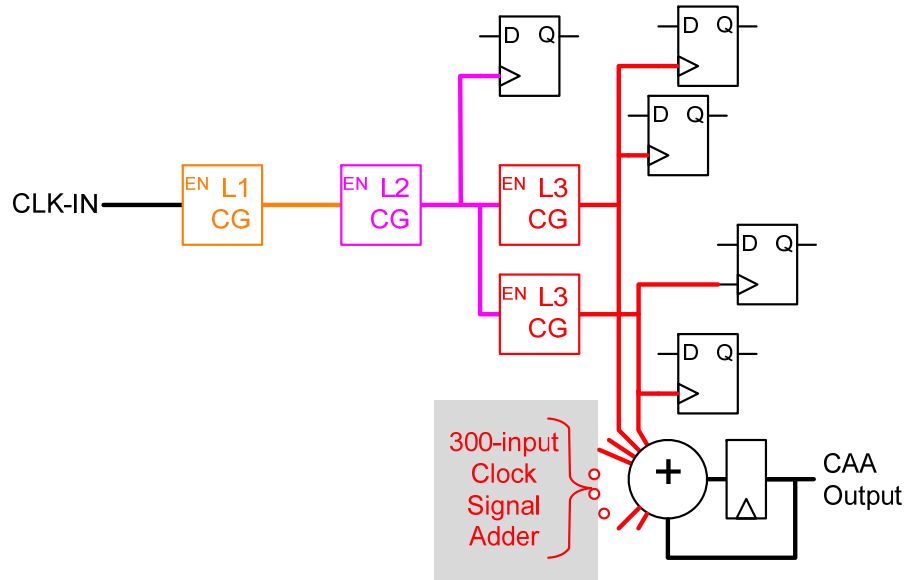 D Q
D Q
D Q
CLK-IN
EN L1
CG
EN L2
CG
EN L3
CG
D Q
EN L3
CG
D Q
300-input
Clock
Signal
Adder
+
CAA
Output